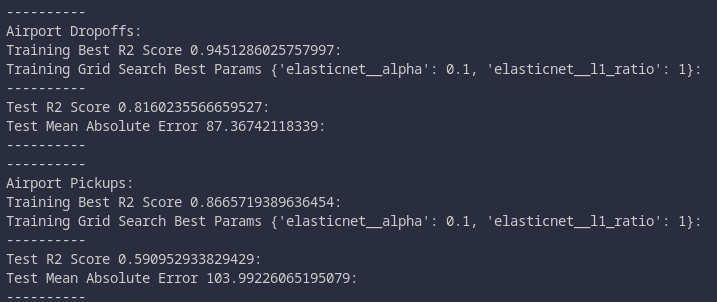 ----------
Airport Dropoffs:
Training Best R2 Score 0.9451286025757997:
Training Grid Search Best Params {'elasticnet__alpha': 0.1, 'elasticnet__l1_ratio': 1}:
----------
Test R2 Score 0.8160235566659527:
Test Mean Absolute Error 87.36742118339:
----------
----------
Airport Pickups:
Training Best R2 Score 0.8665719389636454:
Training Grid Search Best Params {'elasticnet__alpha': 0.1, 'elasticnet__l1_ratio': 1}:
----------
Test R2 Score 0.590952933829429:
Test Mean Absolute Error 103.99226065195079:
----------